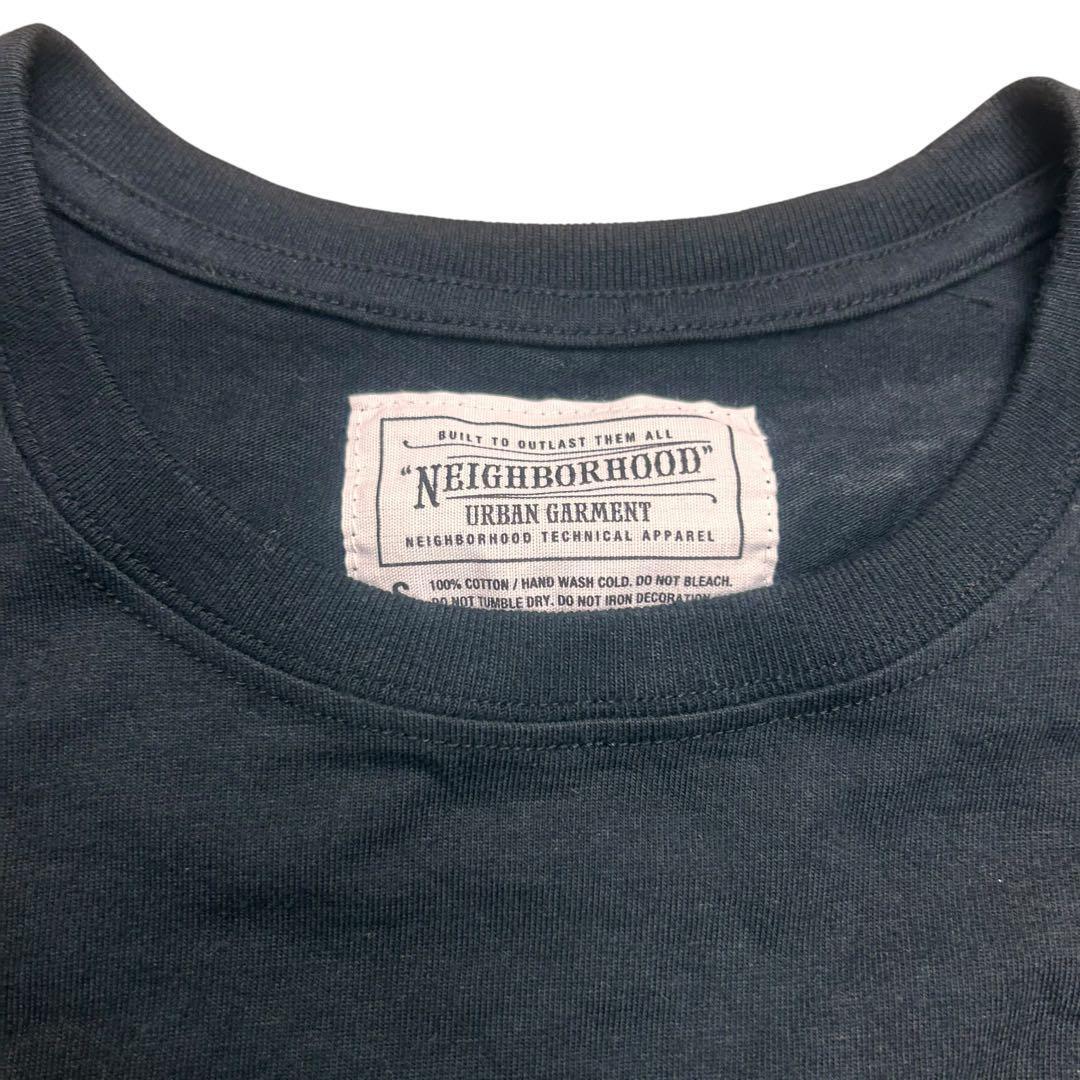 BUILT TO OUTLAST THEM ALL
"NEIGHBORHOOD"
URBAN GARMENT
NEIGHBORHOOD TECHNICAL APPAREL
S 100% COTTON / HAND WASH COLD. DO NOT BLEACH.
DO NOT TUMBLE DRY. DO NOT IRON DECORATION